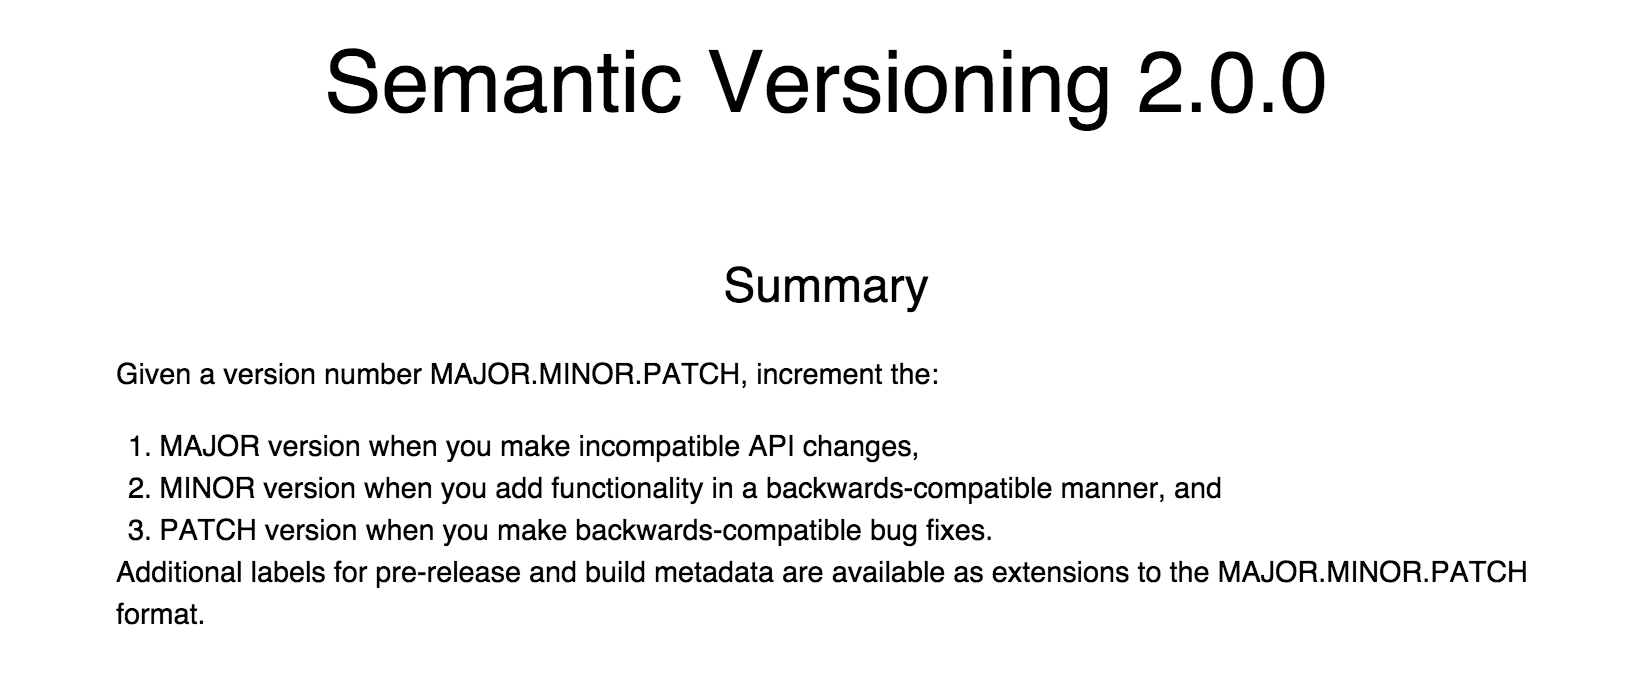 Semantic Versioning 2.0.0
Summary
Given a version number MAJOR.MINOR.PATCH, increment the:
1. MAJOR version when you make incompatible API changes,
2. MINOR version when you add functionality in a backwards-compatible manner, and
3. PATCH version when you make backwards-compatible bug fixes.
Additional labels for pre-release and build metadata are available as extensions to the MAJOR.MINOR.PATCH
format.